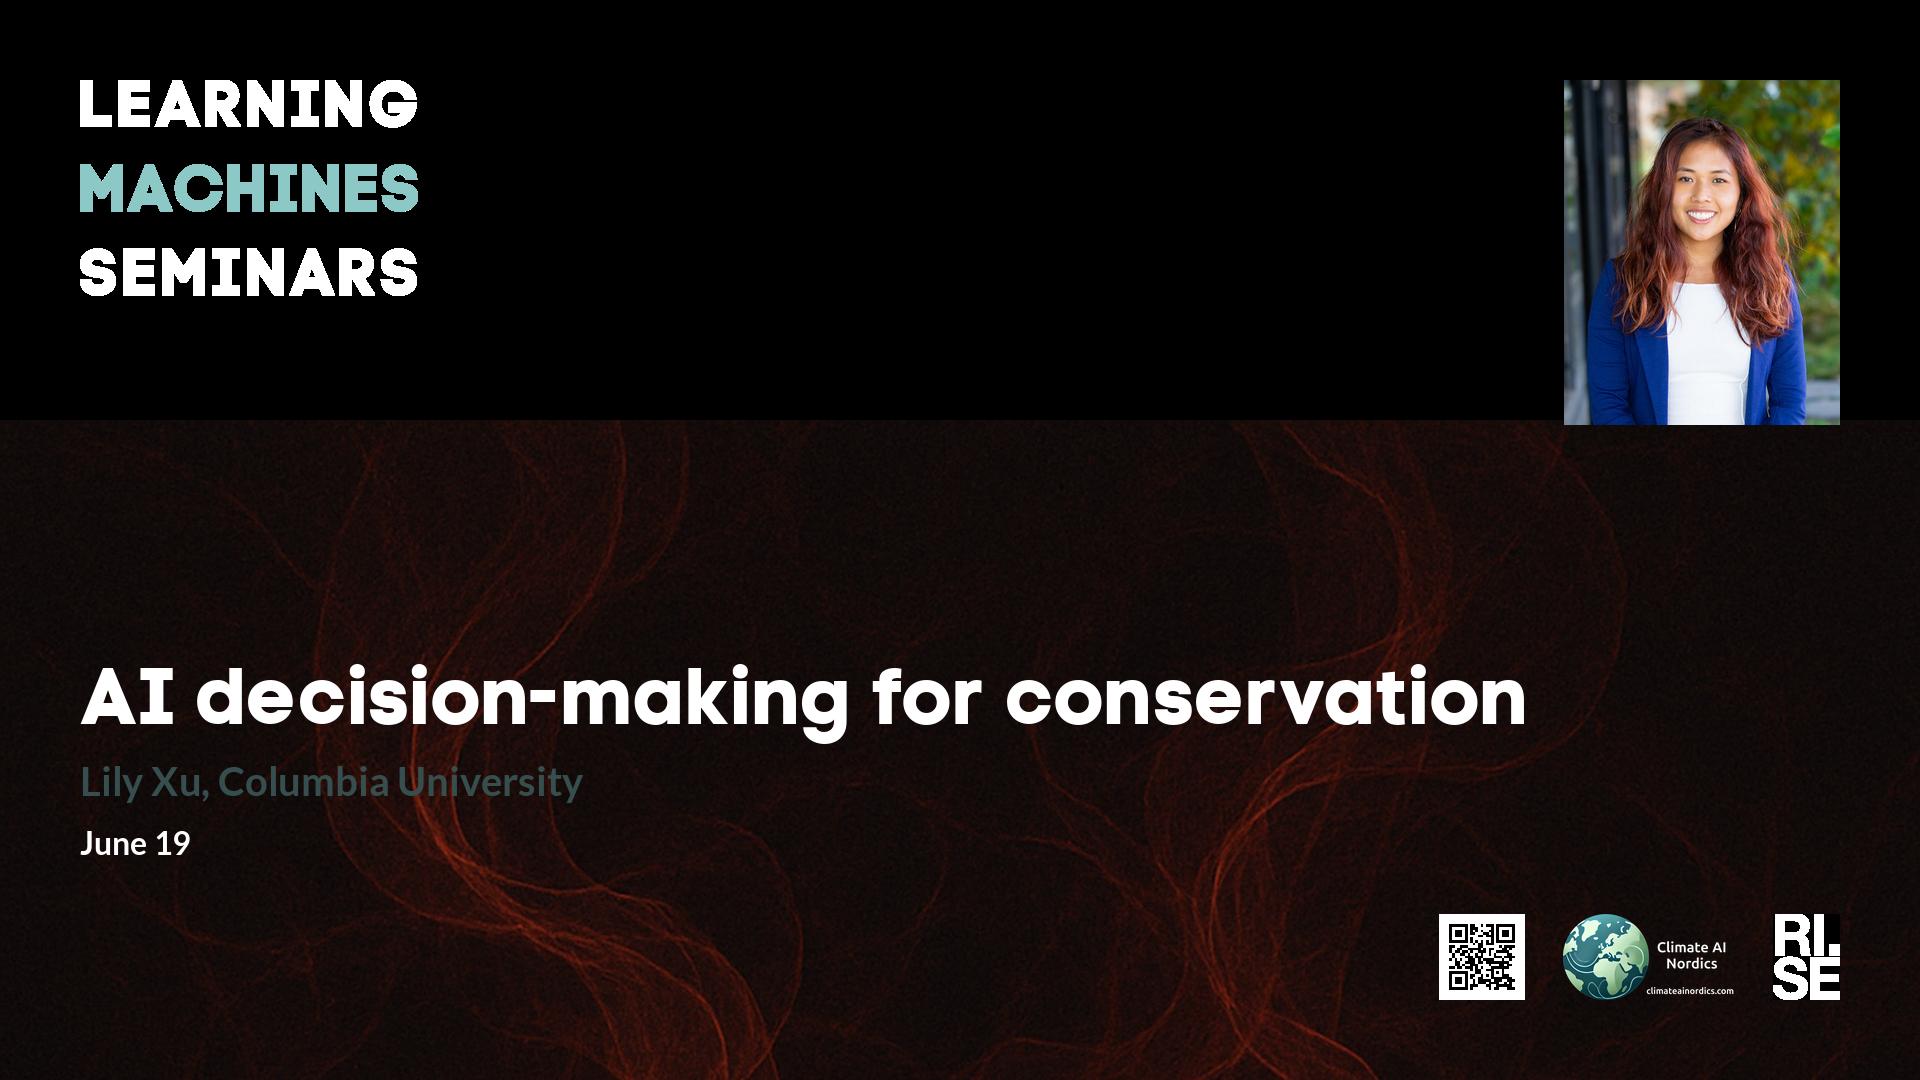 LEARNING
MACHINES
SEMINARS
AI decision-making for conservation
Lily Xu, Columbia University
June 19
Climate AI
Nordics
climateainordics.com
RI.
SE